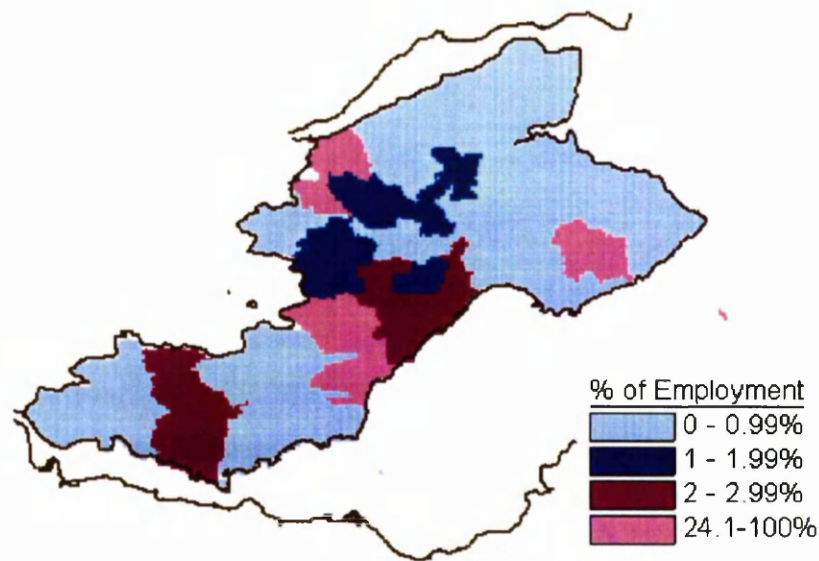 % of Employment
0 - 0.99%
1 - 1.99%
2 - 2.99%
24.1-100%